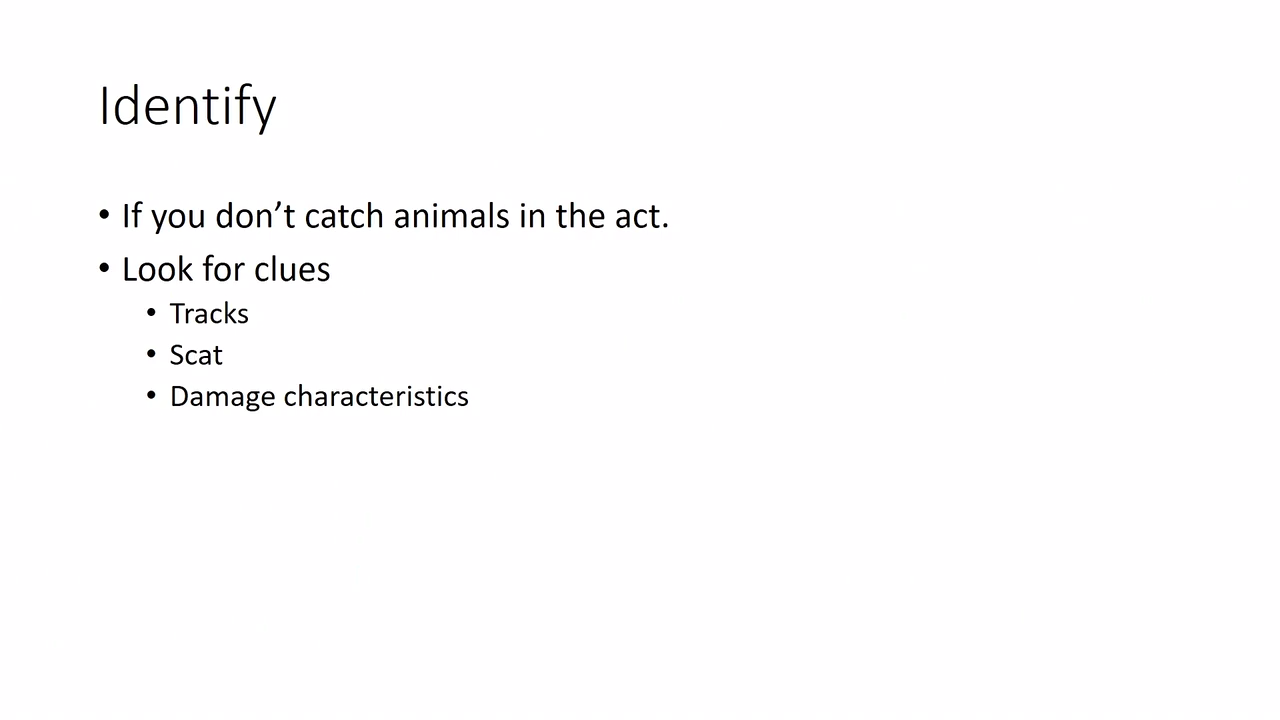 Identify
• If you don’t catch animals in the act.
• Look for clues
• Tracks
• Scat
• Damage characteristics